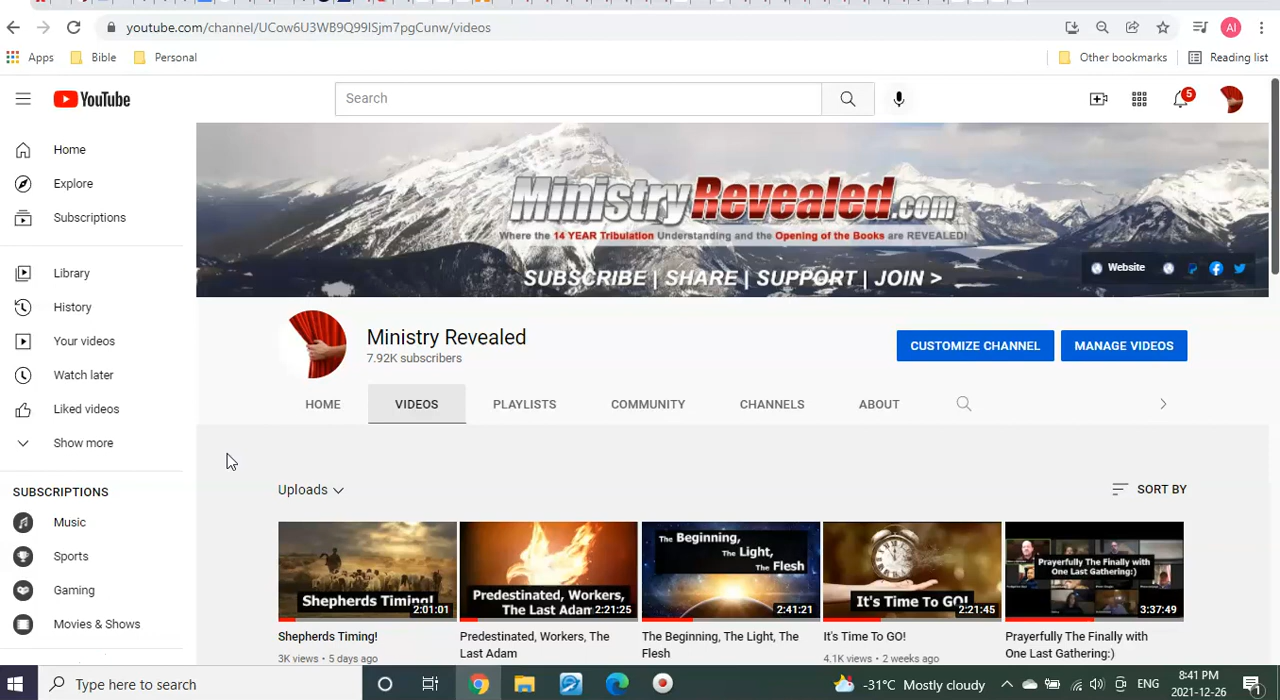 youtube.com/channel/UCow6U3WB9Q99ISjm7pgCunw/videos
AI
Apps
Bible
Personal
Other bookmarks
Reading list
YouTube
Search
5
Home
Explore
Subscriptions
Library
History
Your videos
Watch later
Liked videos
Show more
SUBSCRIPTIONS
Music
Sports
Gaming
Movies & Shows
MinistryRevealed.com
Where the 14 YEAR Tribulation Understanding and the Opening of the Books are REVEALED!
SUBSCRIBE | SHARE | SUPPORT | JOIN >
Website
Ministry Revealed
7.92K subscribers
CUSTOMIZE CHANNEL
MANAGE VIDEOS
HOME
VIDEOS
PLAYLISTS
COMMUNITY
CHANNELS
ABOUT
Uploads
SORT BY
Shepherds Timing!
2:01:01
Shepherds Timing!
3K views • 5 days ago
Predestinated, Workers,
The Last Adam
2:21:25
Predestinated, Workers, The
Last Adam
The Beginning,
The Light,
The Flesh
2:41:21
The Beginning, The Light, The
Flesh
It's Time To GO!
2:21:45
It's Time To GO!
4.1K views • 2 weeks ago
Prayerfully The Finally with
One Last Gathering:)
3:37:49
Prayerfully The Finally with
One Last Gathering:)
Type here to search
-31°C Mostly cloudy
ENG
8:41 PM
2021-12-26
1